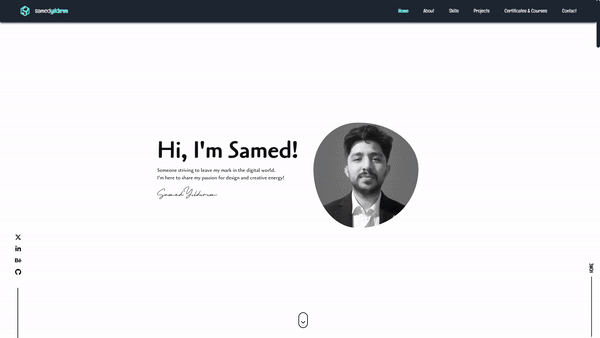 samedyildirim
Home
About
Skills
Projects
Certificates & Courses
Contact
Hi, I'm Samed!
Someone striving to leave my mark in the digital world.
I'm here to share my passion for design and creative energy!
Samed Yıldırım
HOME